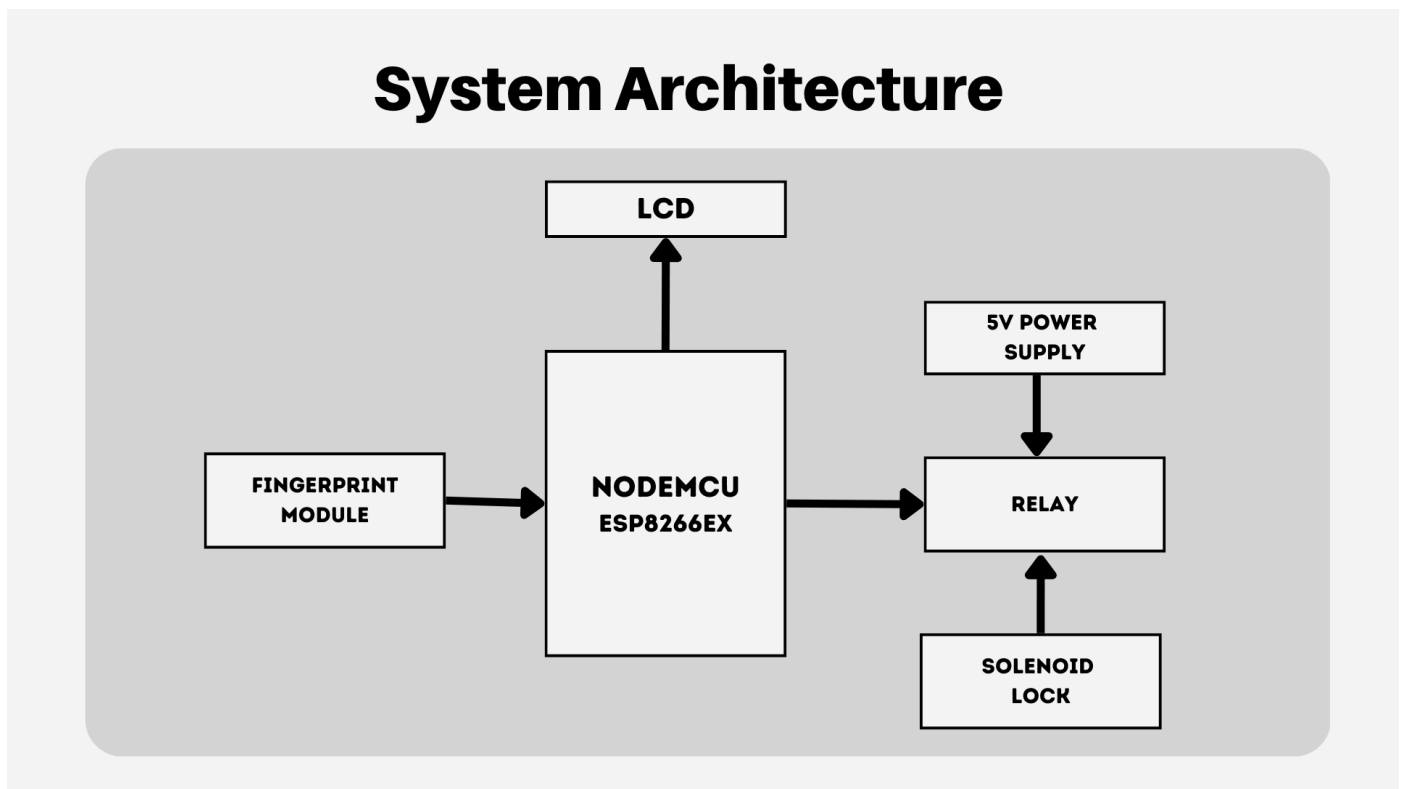 System Architecture
LCD
5V POWER
SUPPLY
FINGERPRINT
MODULE
NODEMCU
ESP8266EX
RELAY
SOLENOID
LOCK